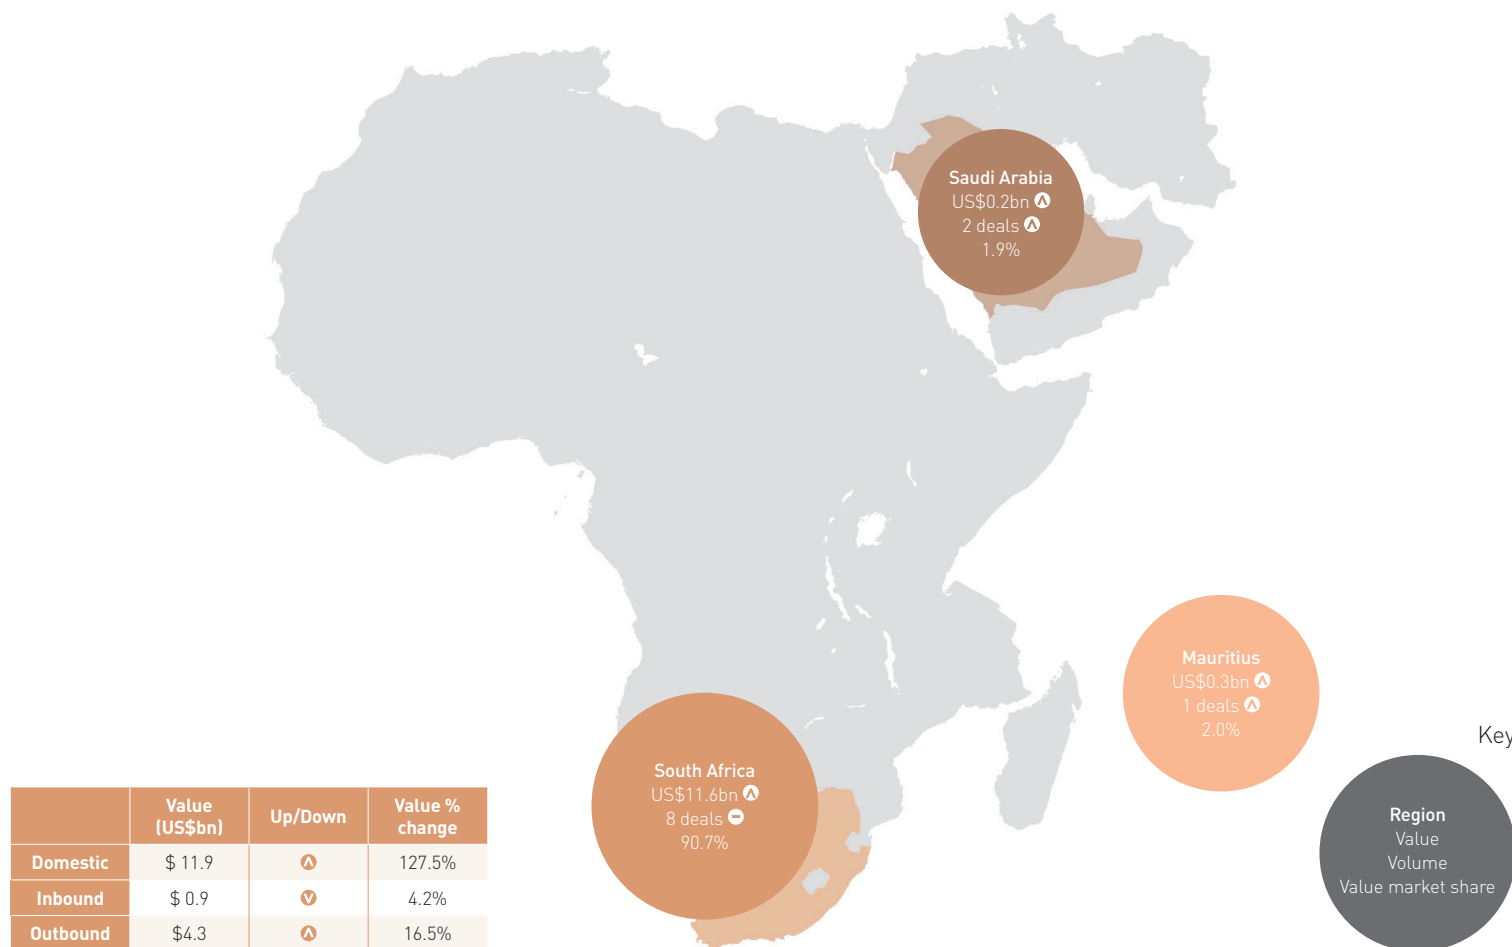 Saudi Arabia
US$0.2bn
2 deals
1.9%
Mauritius
US$0.3bn
1 deals
2.0%
South Africa
US$11.6bn
8 deals
90.7%
Key
Region
Value
Volume
Value market share
Value (US$bn) Up/Down Value % change
Domestic $ 11.9 127.5%
Inbound $ 0.9 4.2%
Outbound $4.3 16.5%